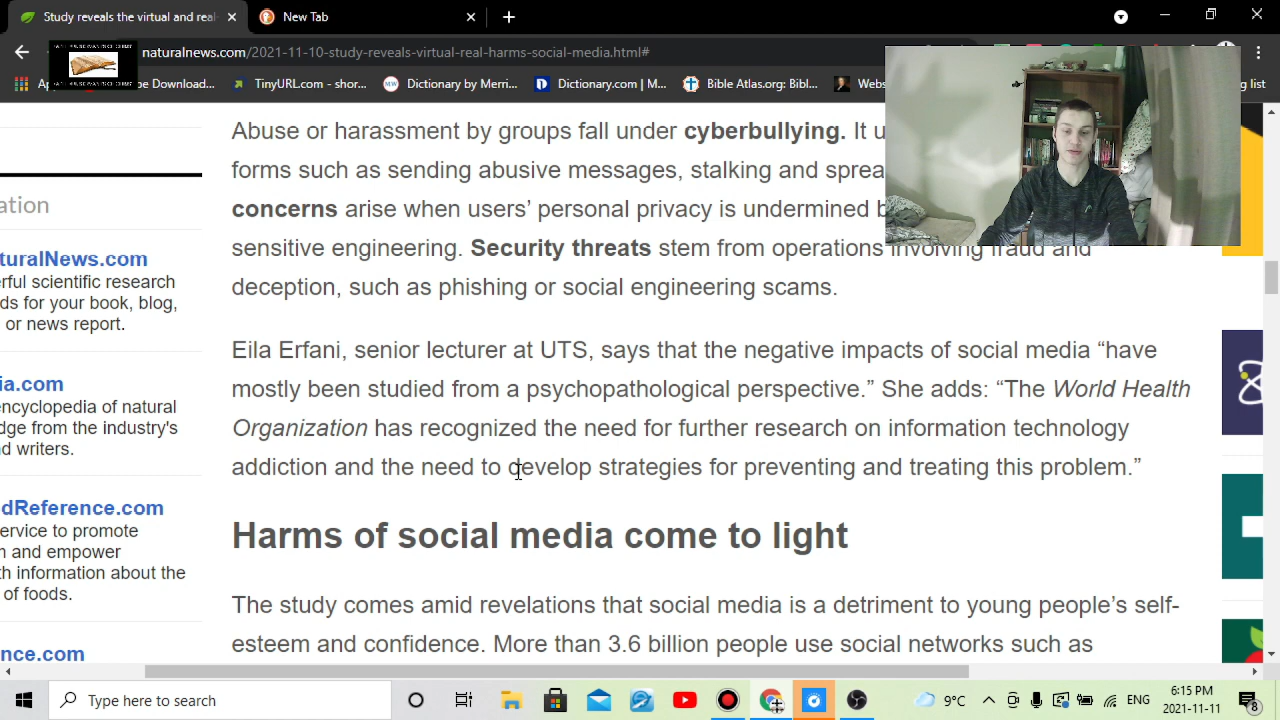 Study reveals the virtual and real
New Tab
naturalnews.com/2021-11-10-study-reveals-virtual-real-harms-social-media.html#
pe Download...
TinyURL.com - shor...
Dictionary by Merri...
Dictionary.com | M...
Bible Atlas.org: Bibl...
Webs
g list
Abuse or harassment by groups fall under cyberbullying. It u
forms such as sending abusive messages, stalking and sprea
concerns arise when users’ personal privacy is undermined b
sensitive engineering. Security threats stem from operations involving fraud and
deception, such as phishing or social engineering scams.
Eila Erfani, senior lecturer at UTS, says that the negative impacts of social media “have
mostly been studied from a psychopathological perspective.” She adds: “The World Health
Organization has recognized the need for further research on information technology
addiction and the need to develop strategies for preventing and treating this problem.”
Harms of social media come to light
The study comes amid revelations that social media is a detriment to young people’s self-
esteem and confidence. More than 3.6 billion people use social networks such as
ation
turalNews.com
erful scientific research
ds for your book, blog,
or news report.
ia.com
encyclopedia of natural
dge from the industry's
d writers.
dReference.com
ervice to promote
n and empower
th information about the
of foods.
nce.com
Type here to search
9°C
ENG
6:15 PM
2021-11-11
8